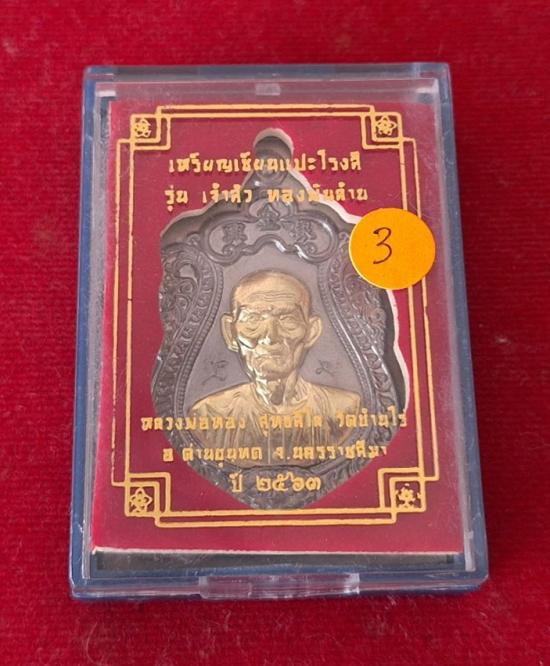 เหรียญเซียนแปะโรงสี
รุ่น เจ้าสัว ทองพันล้าน
3
หลวงพ่อทอง สุทธสีโล วัดบ้านไร่
อ ด่านขุนทด จ.นครราชสีมา
ปี ๒๕๖๓